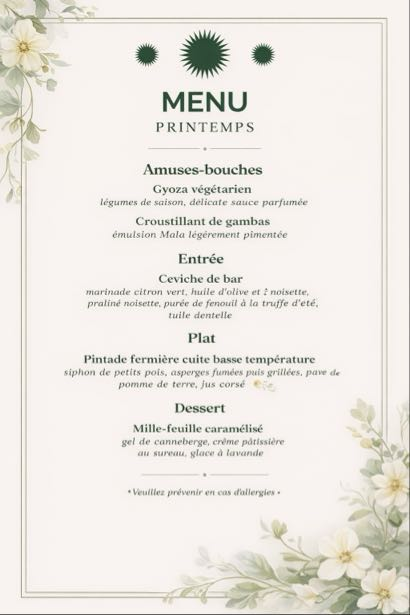 MENU
PRINTEMPS
Amuses-bouches
Gyoza végétarien
légumes de saison, délicate sauce parfumée
Croustillant de gambas
émulsion Mala légèrement pimentée
Entrée
Ceviche de bar
marinade citron vert, huile d'olive et noisette,
praliné noisette, purée de fenouil à la truffe d'été,
tuile dentelle
Plat
Pintade fermière cuite basse température
siphon de petits pois, asperges fumées puis grillées, pavé de
pomme de terre, jus corsé
Dessert
Mille-feuille caramélisé
gel de canneberge, crème pâtissière
au sureau, glace à lavande
*Veuillez prévenir en cas d'allergies •